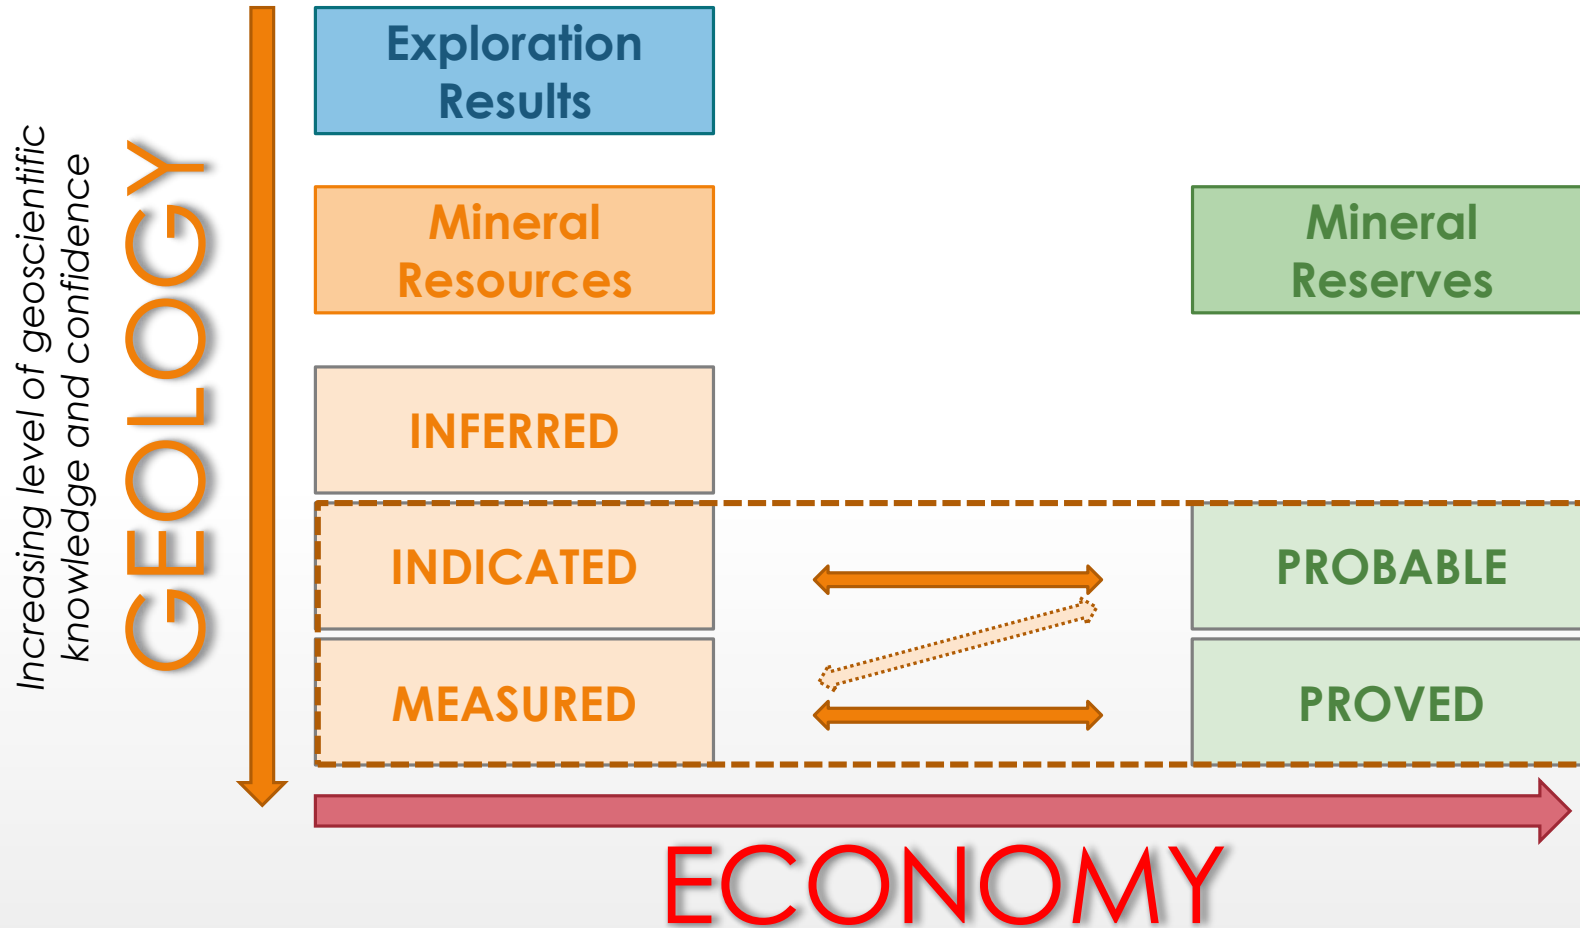 Increasing level of geoscientific
knowledge and confidence
GEOLOGY
Exploration
Results
Mineral
Resources
Mineral
Reserves
INFERRED
INDICATED
PROBABLE
MEASURED
PROVED
ECONOMY